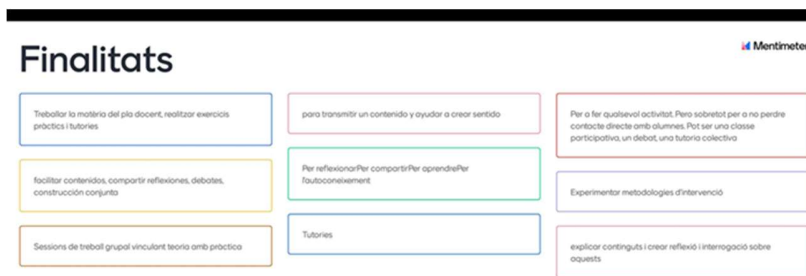 Finalitats
Mentimeter
Treballar la matèria del pla docent, realitzar exercicis
pràctics i tutories
facilitar contenidos, compartir reflexiones, debates,
construcción conjunta
Sessions de treball grupal vinculant teoria amb pràctica
para transmitir un contenido y ayudar a crear sentido
Per reflexionarPer compartirPer aprendrePer
l'autoconeixement
Tutories
Per a fer qualsevol activitat. Pero sobretot per a no perdre
contacte directe amb alumnes. Pot ser una classe
participativa, un debat, una tutoria colectiva
Experimentar metodologies d'intervenció
explicar continguts i crear reflexió i interrogació sobre
aquests